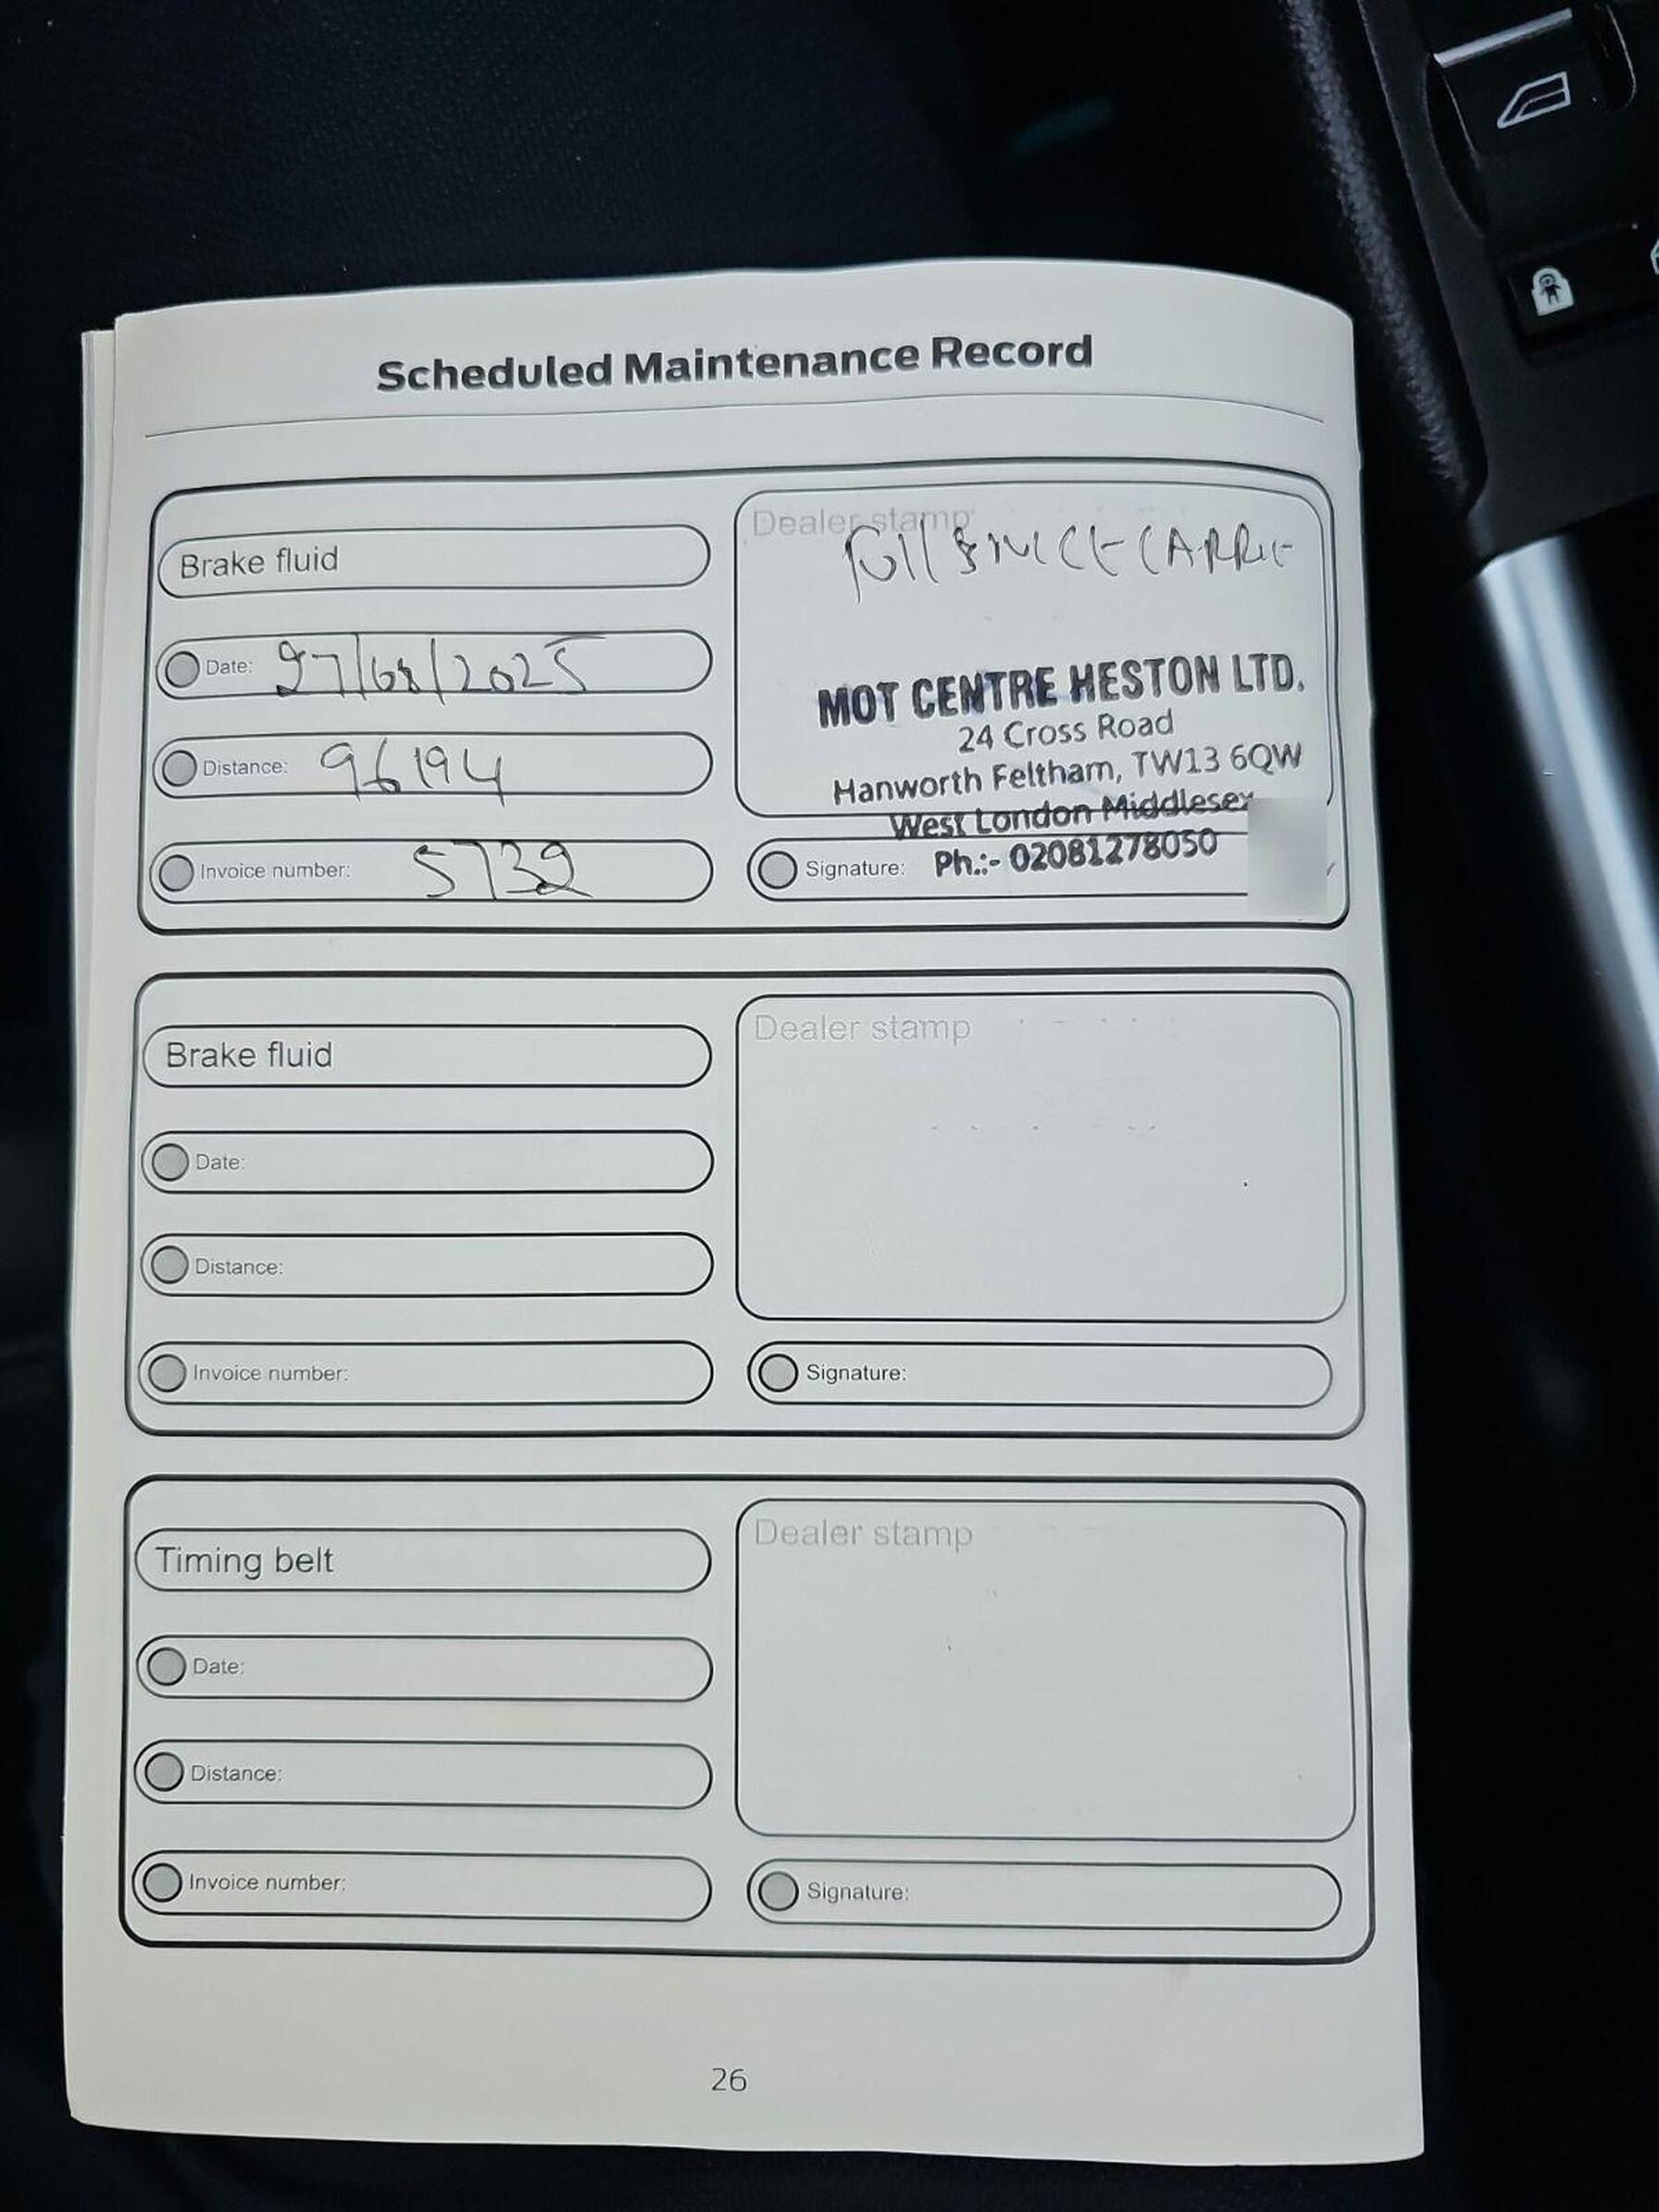 Scheduled Maintenance Record
Brake fluid
Date: 27/08/2025
Distance: 96194
Invoice number: 5739
Dealer stamp
Full
MOT CENTRE HESTON LTD.
24 Cross Road
Hanworth Feltham, TW13 6QW
West London Middlesex
Ph.:- 02081278050
Signature:
Brake fluid
Date:
Distance:
Invoice number:
Dealer stamp
Signature:
Timing belt
Date:
Distance:
Invoice number:
Dealer stamp
Signature:
26